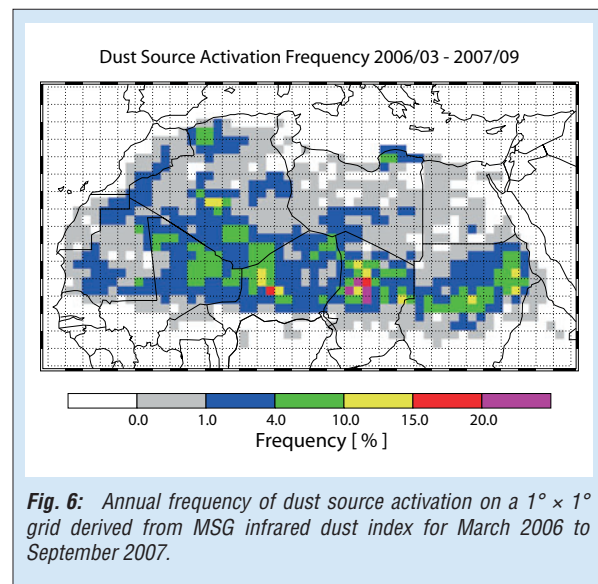 Dust Source Activation Frequency 2006/03 - 2007/09
0.0 1.0 4.0 10.0 15.0 20.0
Frequency [ % ]
Fig. 6: Annual frequency of dust source activation on a 1° × 1°
grid derived from MSG infrared dust index for March 2006 to
September 2007.